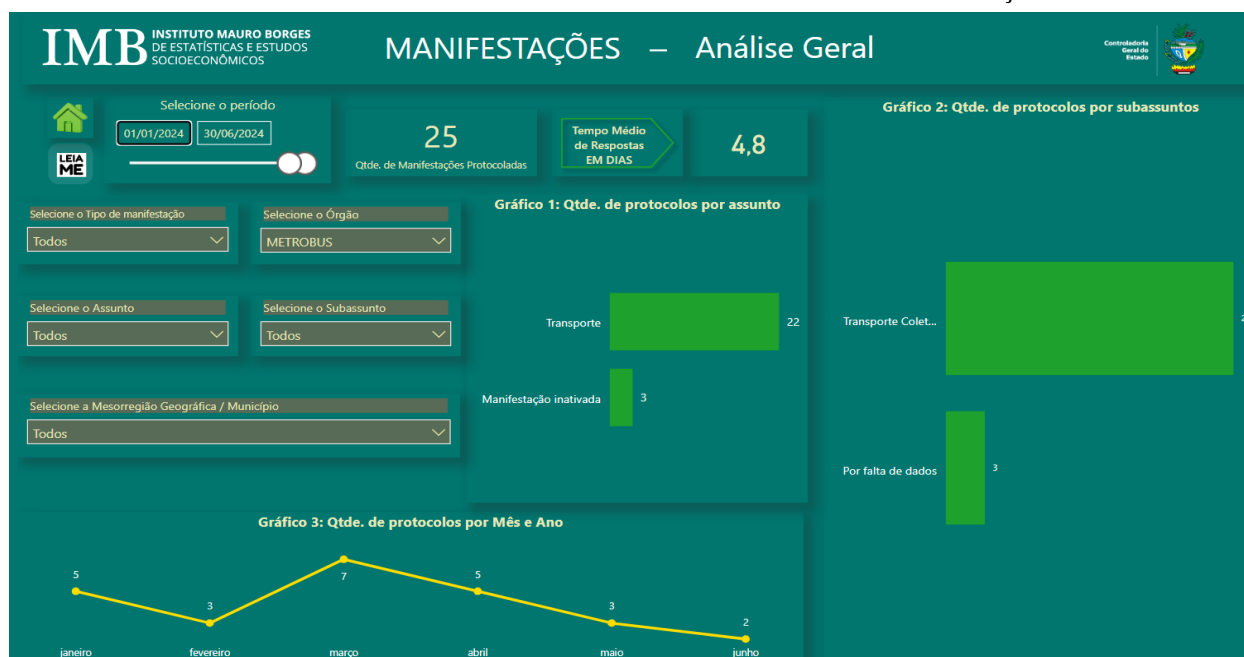 IMB
INSTITUTO MAURO BORGES
DE ESTATÍSTICAS E ESTUDOS
SOCIOECONÔMICOS
MANIFESTAÇÕES – Análise Geral
Controladoria
Geral do
Estado
Selecione o período
01/01/2024 30/06/2024
LEIA
ME
25
Qtde. de Manifestações Protocoladas
Tempo Médio
de Respostas
EM DIAS
4,8
Selecione o Tipo de manifestação
Todos
Selecione o Órgão
METROBUS
Selecione o Assunto
Todos
Selecione o Subassunto
Todos
Selecione a Mesorregião Geográfica / Município
Todos
Gráfico 1: Qtde. de protocolos por assunto
Transporte 22
Manifestação inativada 3
Gráfico 2: Qtde. de protocolos por subassuntos
Transporte Colet...
Por falta de dados 3
Gráfico 3: Qtde. de protocolos por Mês e Ano
5 3 7 5 3 2
janeiro fevereiro março abril maio junho